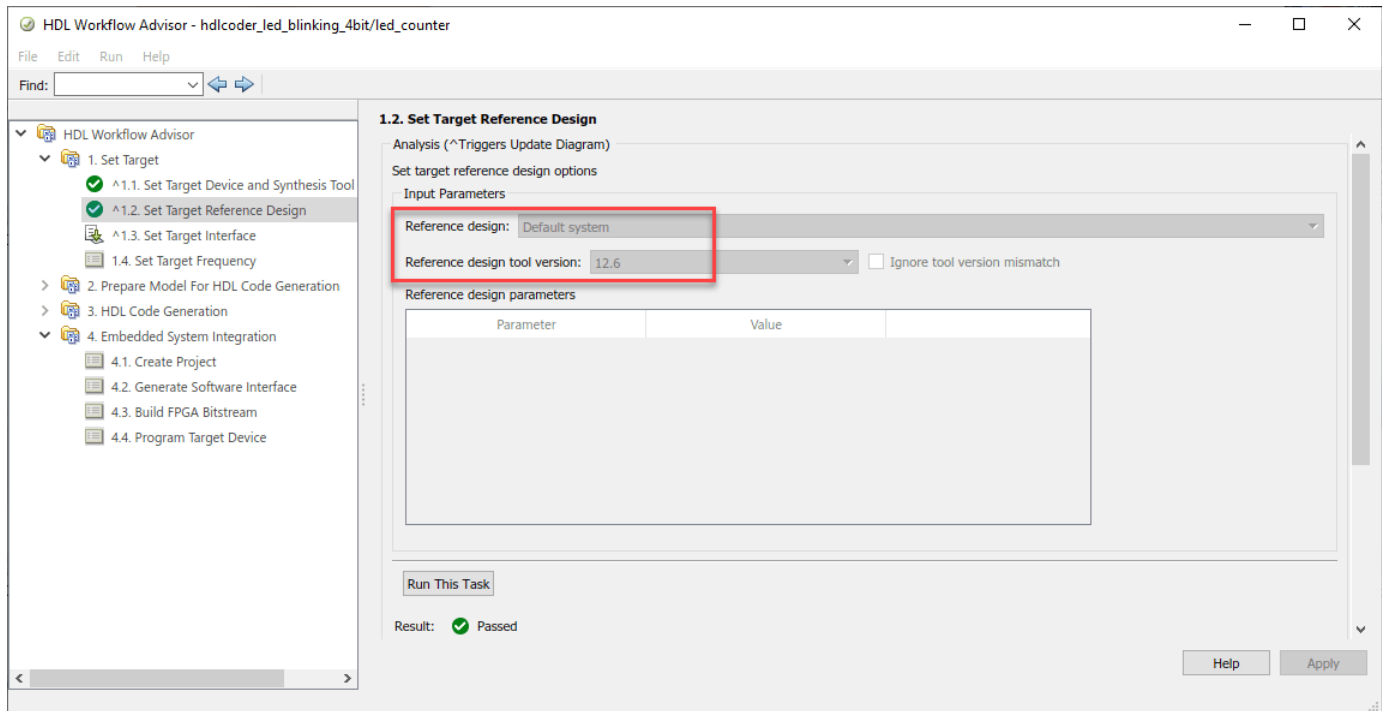 HDL Workflow Advisor - hdlcoder_led_blinking_4bit/led_counter
File Edit Run Help
Find:
HDL Workflow Advisor
1. Set Target
^1.1. Set Target Device and Synthesis Tool
^1.2. Set Target Reference Design
^1.3. Set Target Interface
1.4. Set Target Frequency
2. Prepare Model For HDL Code Generation
3. HDL Code Generation
4. Embedded System Integration
4.1. Create Project
4.2. Generate Software Interface
4.3. Build FPGA Bitstream
4.4. Program Target Device
1.2. Set Target Reference Design
Analysis (^Triggers Update Diagram)
Set target reference design options
Input Parameters
Reference design: Default system
Reference design tool version: 12.6 Ignore tool version mismatch
Reference design parameters
Parameter Value
Run This Task
Result: Passed
Help Apply